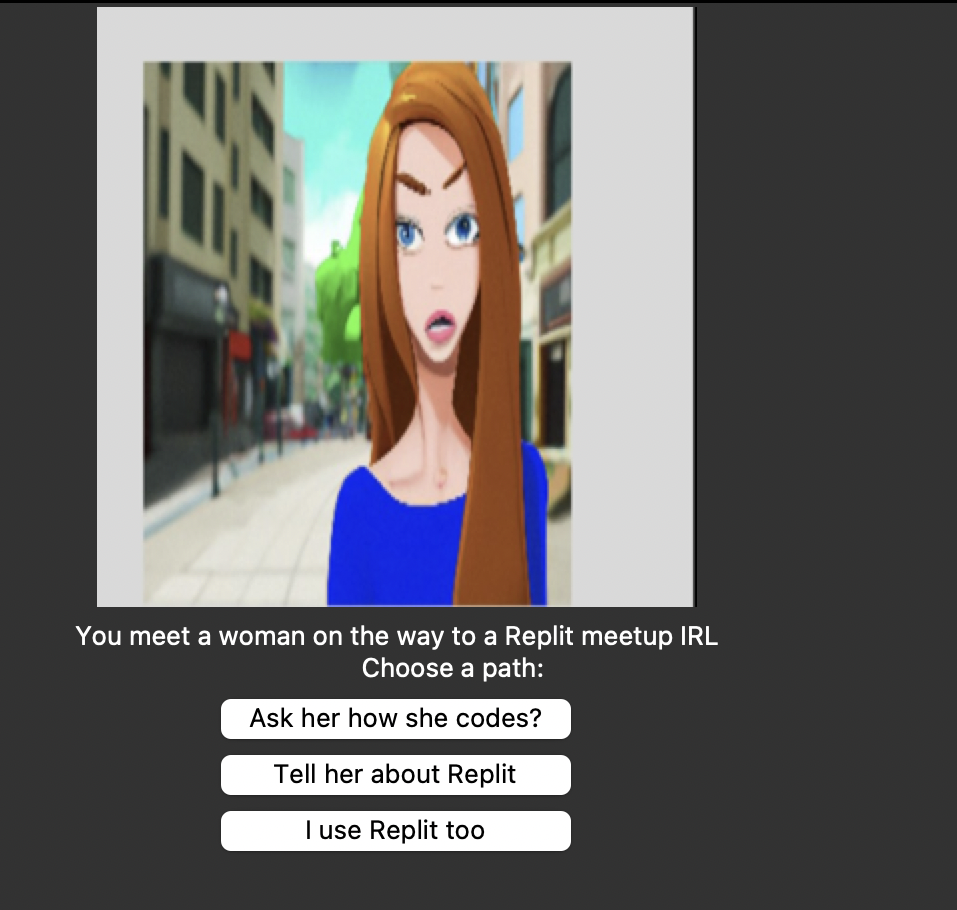 You meet a woman on the way to a Replit meetup IRL
Choose a path:
Ask her how she codes?
Tell her about Replit
I use Replit too